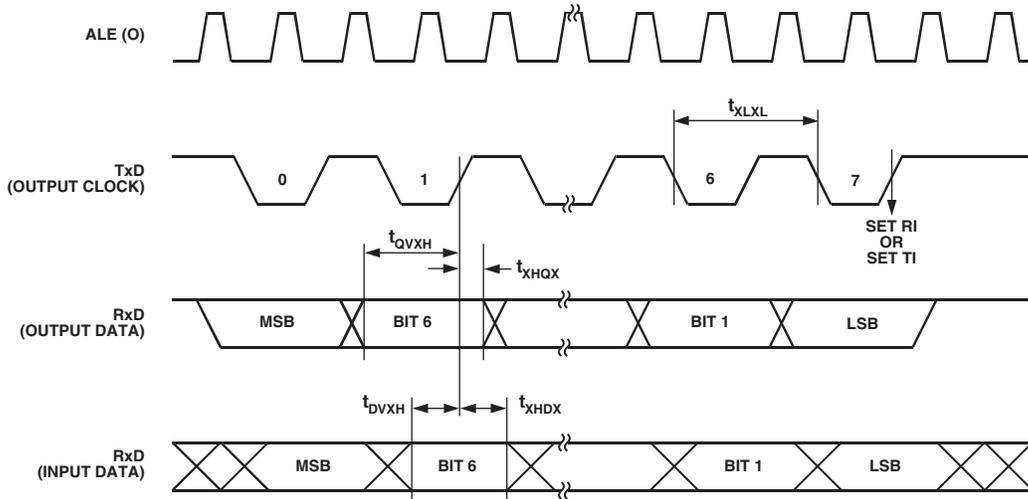 ALE (O)
tXLXL
TxD
(OUTPUT CLOCK)
0
1
6
7
SET RI
OR
SET TI
tQVXH
tXHQX
RxD
(OUTPUT DATA)
MSB
BIT 6
BIT 1
LSB
tDVXH
tXHDX
RxD
(INPUT DATA)
MSB
BIT 6
BIT 1
LSB